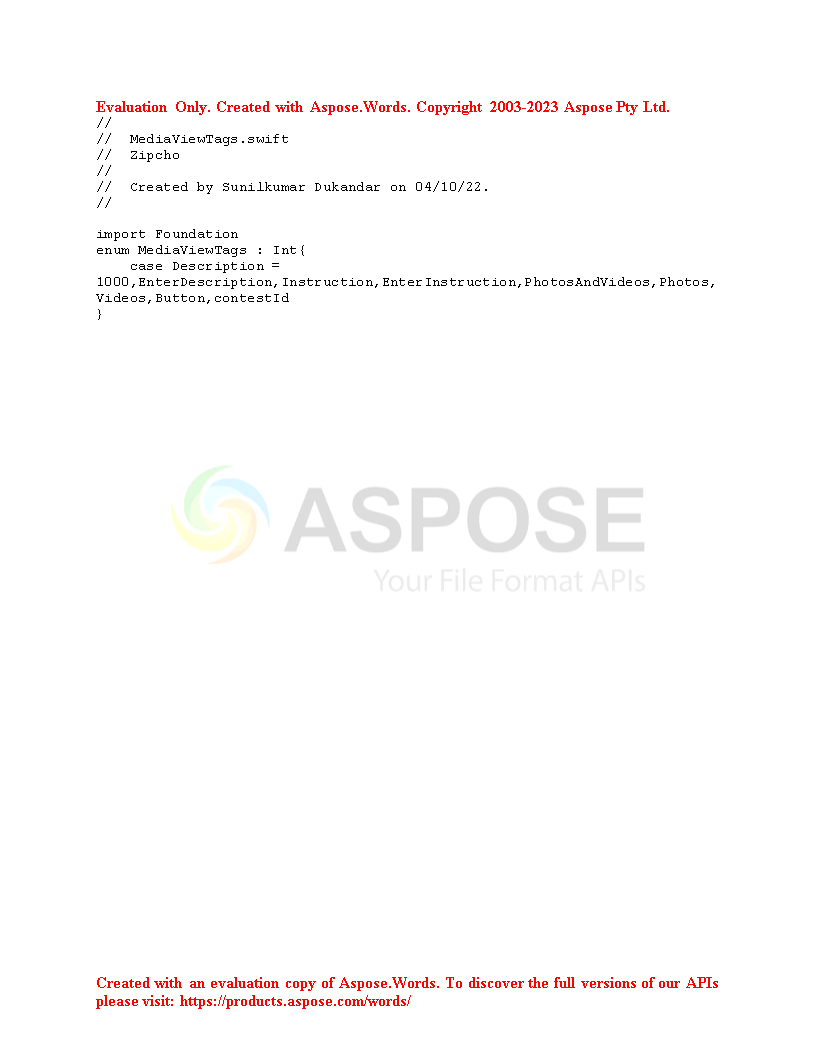 Evaluation Only. Created with Aspose.Words. Copyright 2003-2023 Aspose Pty Ltd.
//
//  MediaViewTags.swift
//  Zipcho
//
//  Created by Sunilkumar Dukandar on 04/10/22.
//
import Foundation
enum MediaViewTags : Int{
    case Description =
1000,EnterDescription,Instruction,EnterInstruction,PhotosAndVideos,Photos,
Videos,Button,contestId
}
ASPOSE
Your File Format APIs
Created with an evaluation copy of Aspose.Words. To discover the full versions of our APIs
please visit: https://products.aspose.com/words/